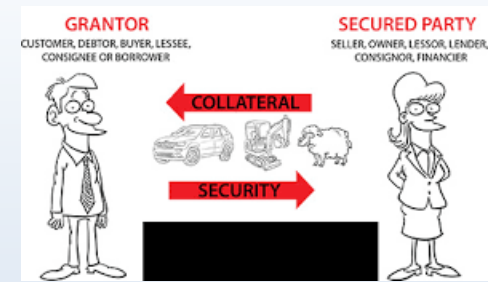 GRANTOR
CUSTOMER, DEBTOR, BUYER, LESSEE,
CONSIGNEE OR BORROWER
SECURED PARTY
SELLER, OWNER, LESSOR, LENDER,
CONSIGNOR, FINANCIER
COLLATERAL
SECURITY